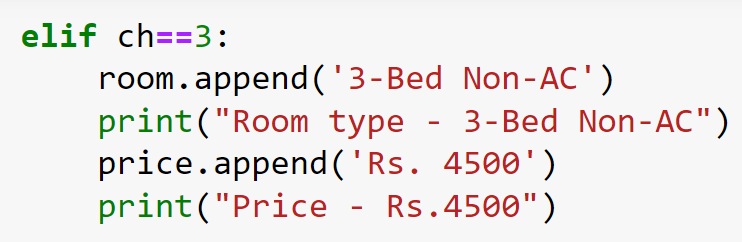 elif ch==3:
    room.append('3-Bed Non-AC')
    print("Room type - 3-Bed Non-AC")
    price.append('Rs. 4500')
    print("Price - Rs.4500")